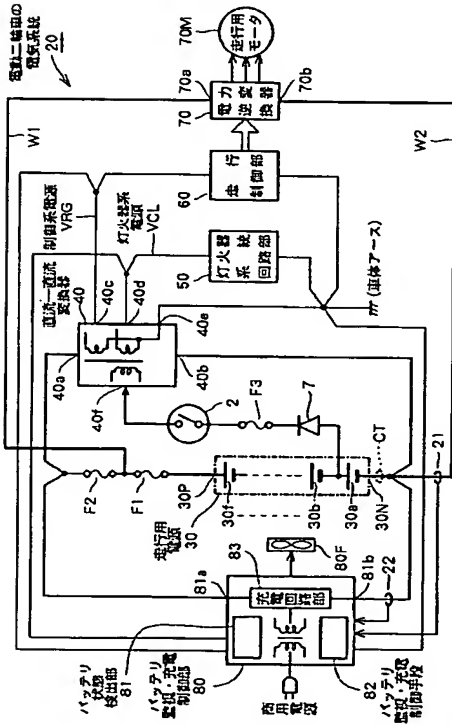 電動二輪車の
電気系統
20
70M
走行用
モータ
W1
70a
70
電力
逆変
換器
70b
W2
制御系電源
VRG
走行
制御部
60
灯火器系
電源
VCL
灯火器系統
回路部
50
直流−直流
変換器
40
40a
40c
40d
40e
40f
40b
(車体アース)
F2
F1
2
F3
7
走行用
電源
30
30P
30f
30b
30a
30N
CT
21
22
80F
83
81a
充電回路部
81b
バッテリ
状態
検出部
81
バッテリ
監視・充電
制御部
80
商用電源
82
バッテリ
監視・充電
制御手段